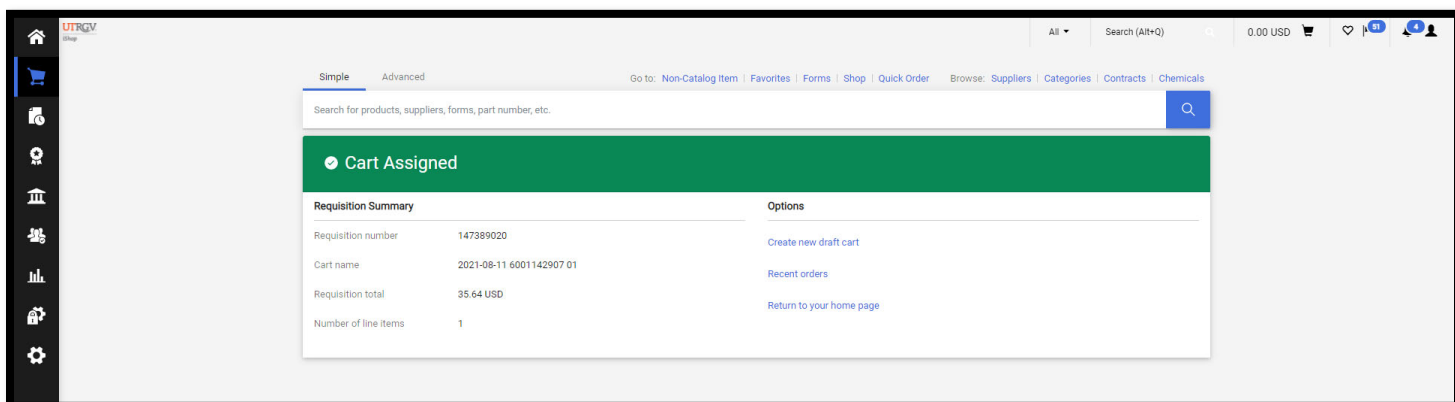 UTRGV
iShop
All
Search (Alt+Q)
0.00 USD
51
4
Simple Advanced
Go to: Non-Catalog Item | Favorites | Forms | Shop | Quick Order Browse: Suppliers | Categories | Contracts | Chemicals
Search for products, suppliers, forms, part number, etc.
Cart Assigned
Requisition Summary
Requisition number 147389020
Cart name 2021-08-11 6001142907 01
Requisition total 35.64 USD
Number of line items 1
Options
Create new draft cart
Recent orders
Return to your home page